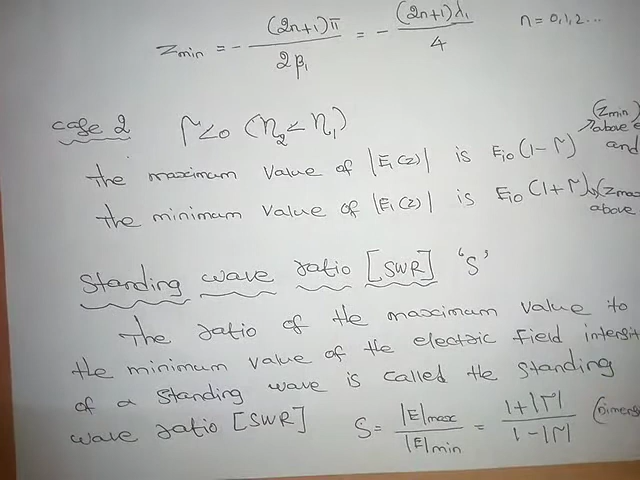 Zmin = - (2n+1)π / 2β₁ = - (2n+1)λ₁ / 4 n = 0,1,2...
case 2 Γ<0 (η₂ < η₁)
the maximum value of |E₁(z)| is Ei0 (1-Γ) (Zmin) above e
and
the minimum value of |E₁(z)| is Ei0 (1+Γ), (Zmax
above
Standing wave ratio [SWR] 'S'
The ratio of the maximum value to
the minimum value of the electric field intensit
of a standing wave is called the standing
wave ratio [SWR] S = |E|max / |E|min = 1+|Γ| / 1-|Γ| (Dimens